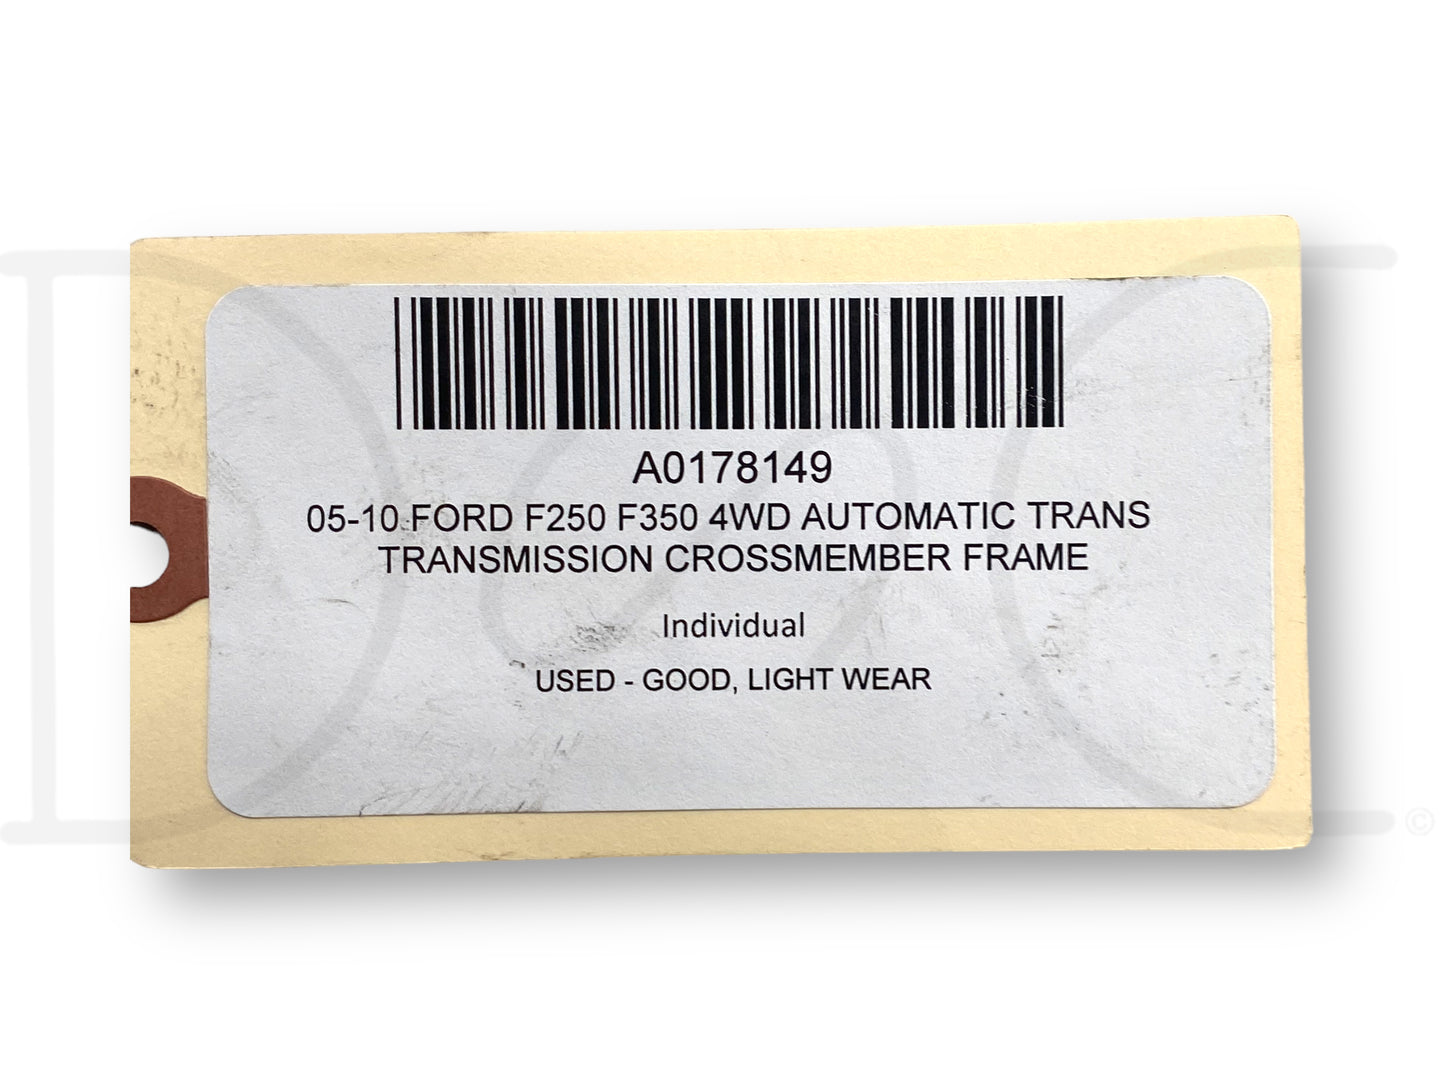 A0178149
05-10 FORD F250 F350 4WD AUTOMATIC TRANS
TRANSMISSION CROSSMEMBER FRAME
Individual
USED - GOOD, LIGHT WEAR
©